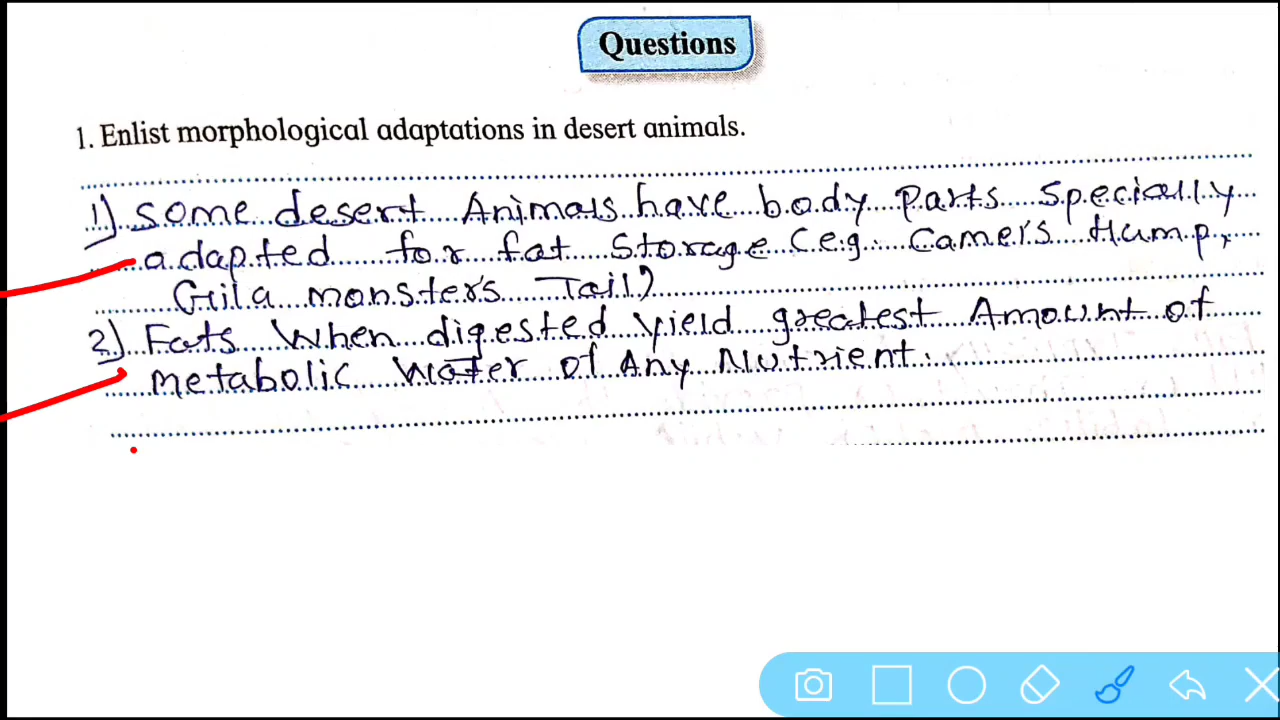 Questions
1. Enlist morphological adaptations in desert animals.
1) Some desert Animals have body Parts Specially
adapted for fat Storage (e.g. Camel's Hump,
Gila monster's Tail)
2) Fats When digested yield greatest Amount of
metabolic Water of Any Nutrient.